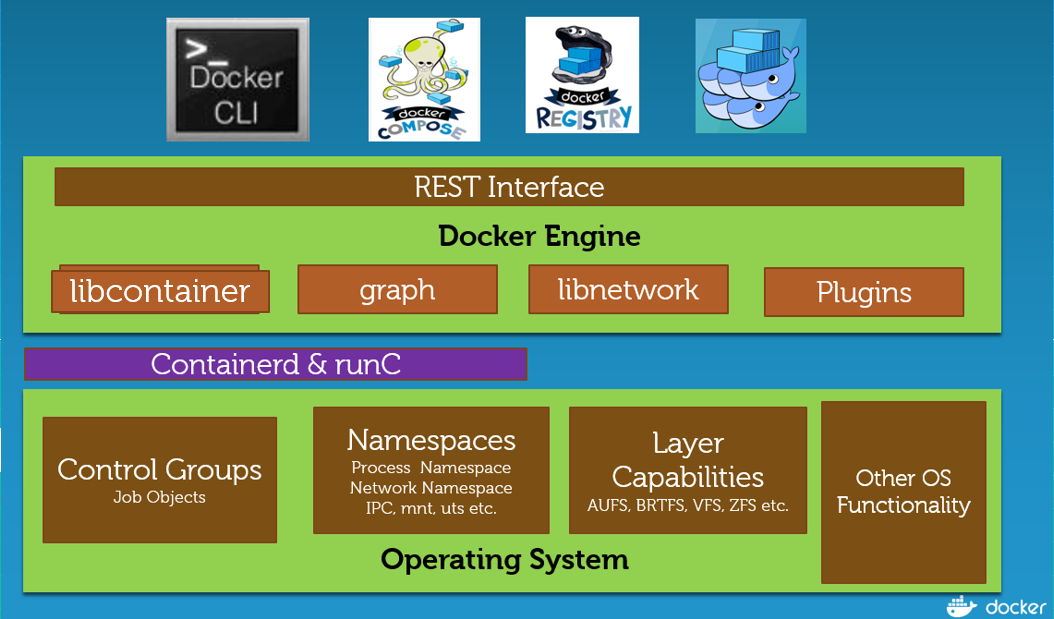 >_
Docker
CLI
docker
COMPOSE
docker
REGISTRY
REST Interface
Docker Engine
libcontainer
graph
libnetwork
Plugins
Containerd & runC
Control Groups
Job Objects
Namespaces
Process Namespace
Network Namespace
IPC, mnt, uts etc.
Layer
Capabilities
AUFS, BRTFS, VFS, ZFS etc.
Other OS
Functionality
Operating System
docker